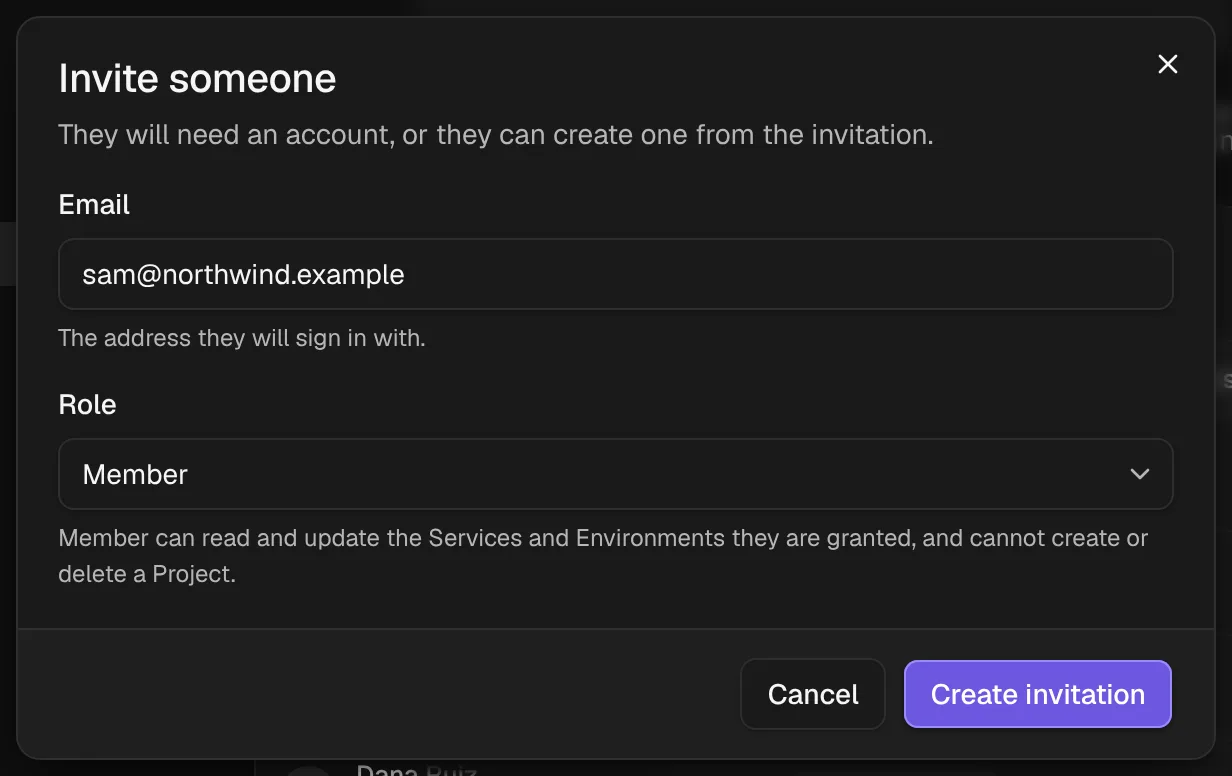 Invite someone
They will need an account, or they can create one from the invitation.
Email
sam@northwind.example
The address they will sign in with.
Role
Member
Member can read and update the Services and Environments they are granted, and cannot create or
delete a Project.
Cancel
Create invitation
Dana Ruiz